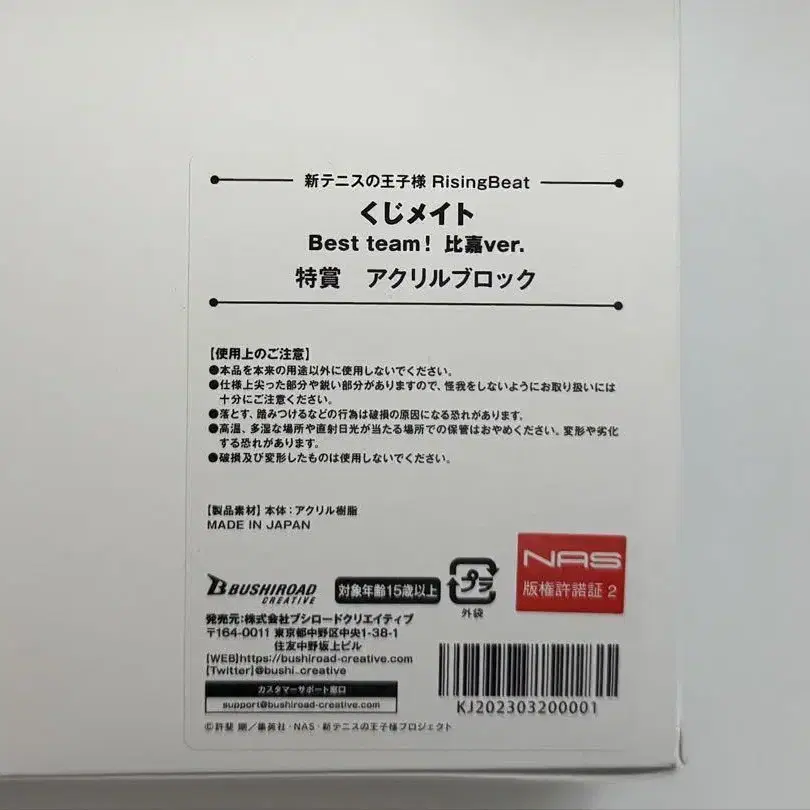 新テニスの王子様 RisingBeat
くじメイト
Best team! 比嘉ver.
特賞 アクリルブロック
【使用上のご注意】
●本品を本来の用途以外に使用しないでください。
●仕様上尖った部分や鋭い部分がありますので、怪我をしないようにお取り扱いには
十分にご注意ください。
●落とす、踏みつけるなどの行為は破損の原因になる恐れがあります。
●高温、多湿な場所や直射日光が当たる場所での保管はおやめください。変形や劣化
する恐れがあります。
●破損及び変形したものは使用しないでください。
【製品素材】本体:アクリル樹脂
MADE IN JAPAN
BUSHIROAD
CREATIVE
対象年齢15歳以上
プラ
外袋
NAS
版権許諾証 2
発売元:株式会社ブシロードクリエイティブ
〒164-0011 東京都中野区中央1-38-1
住友中野坂上ビル
[WEB]https://bushiroad-creative.com
[Twitter]@bushi_creative
カスタマーサポート窓口
support@bushiroad-creative.com
KJ202303200001
©許斐 剛/集英社・NAS・新テニスの王子様プロジェクト